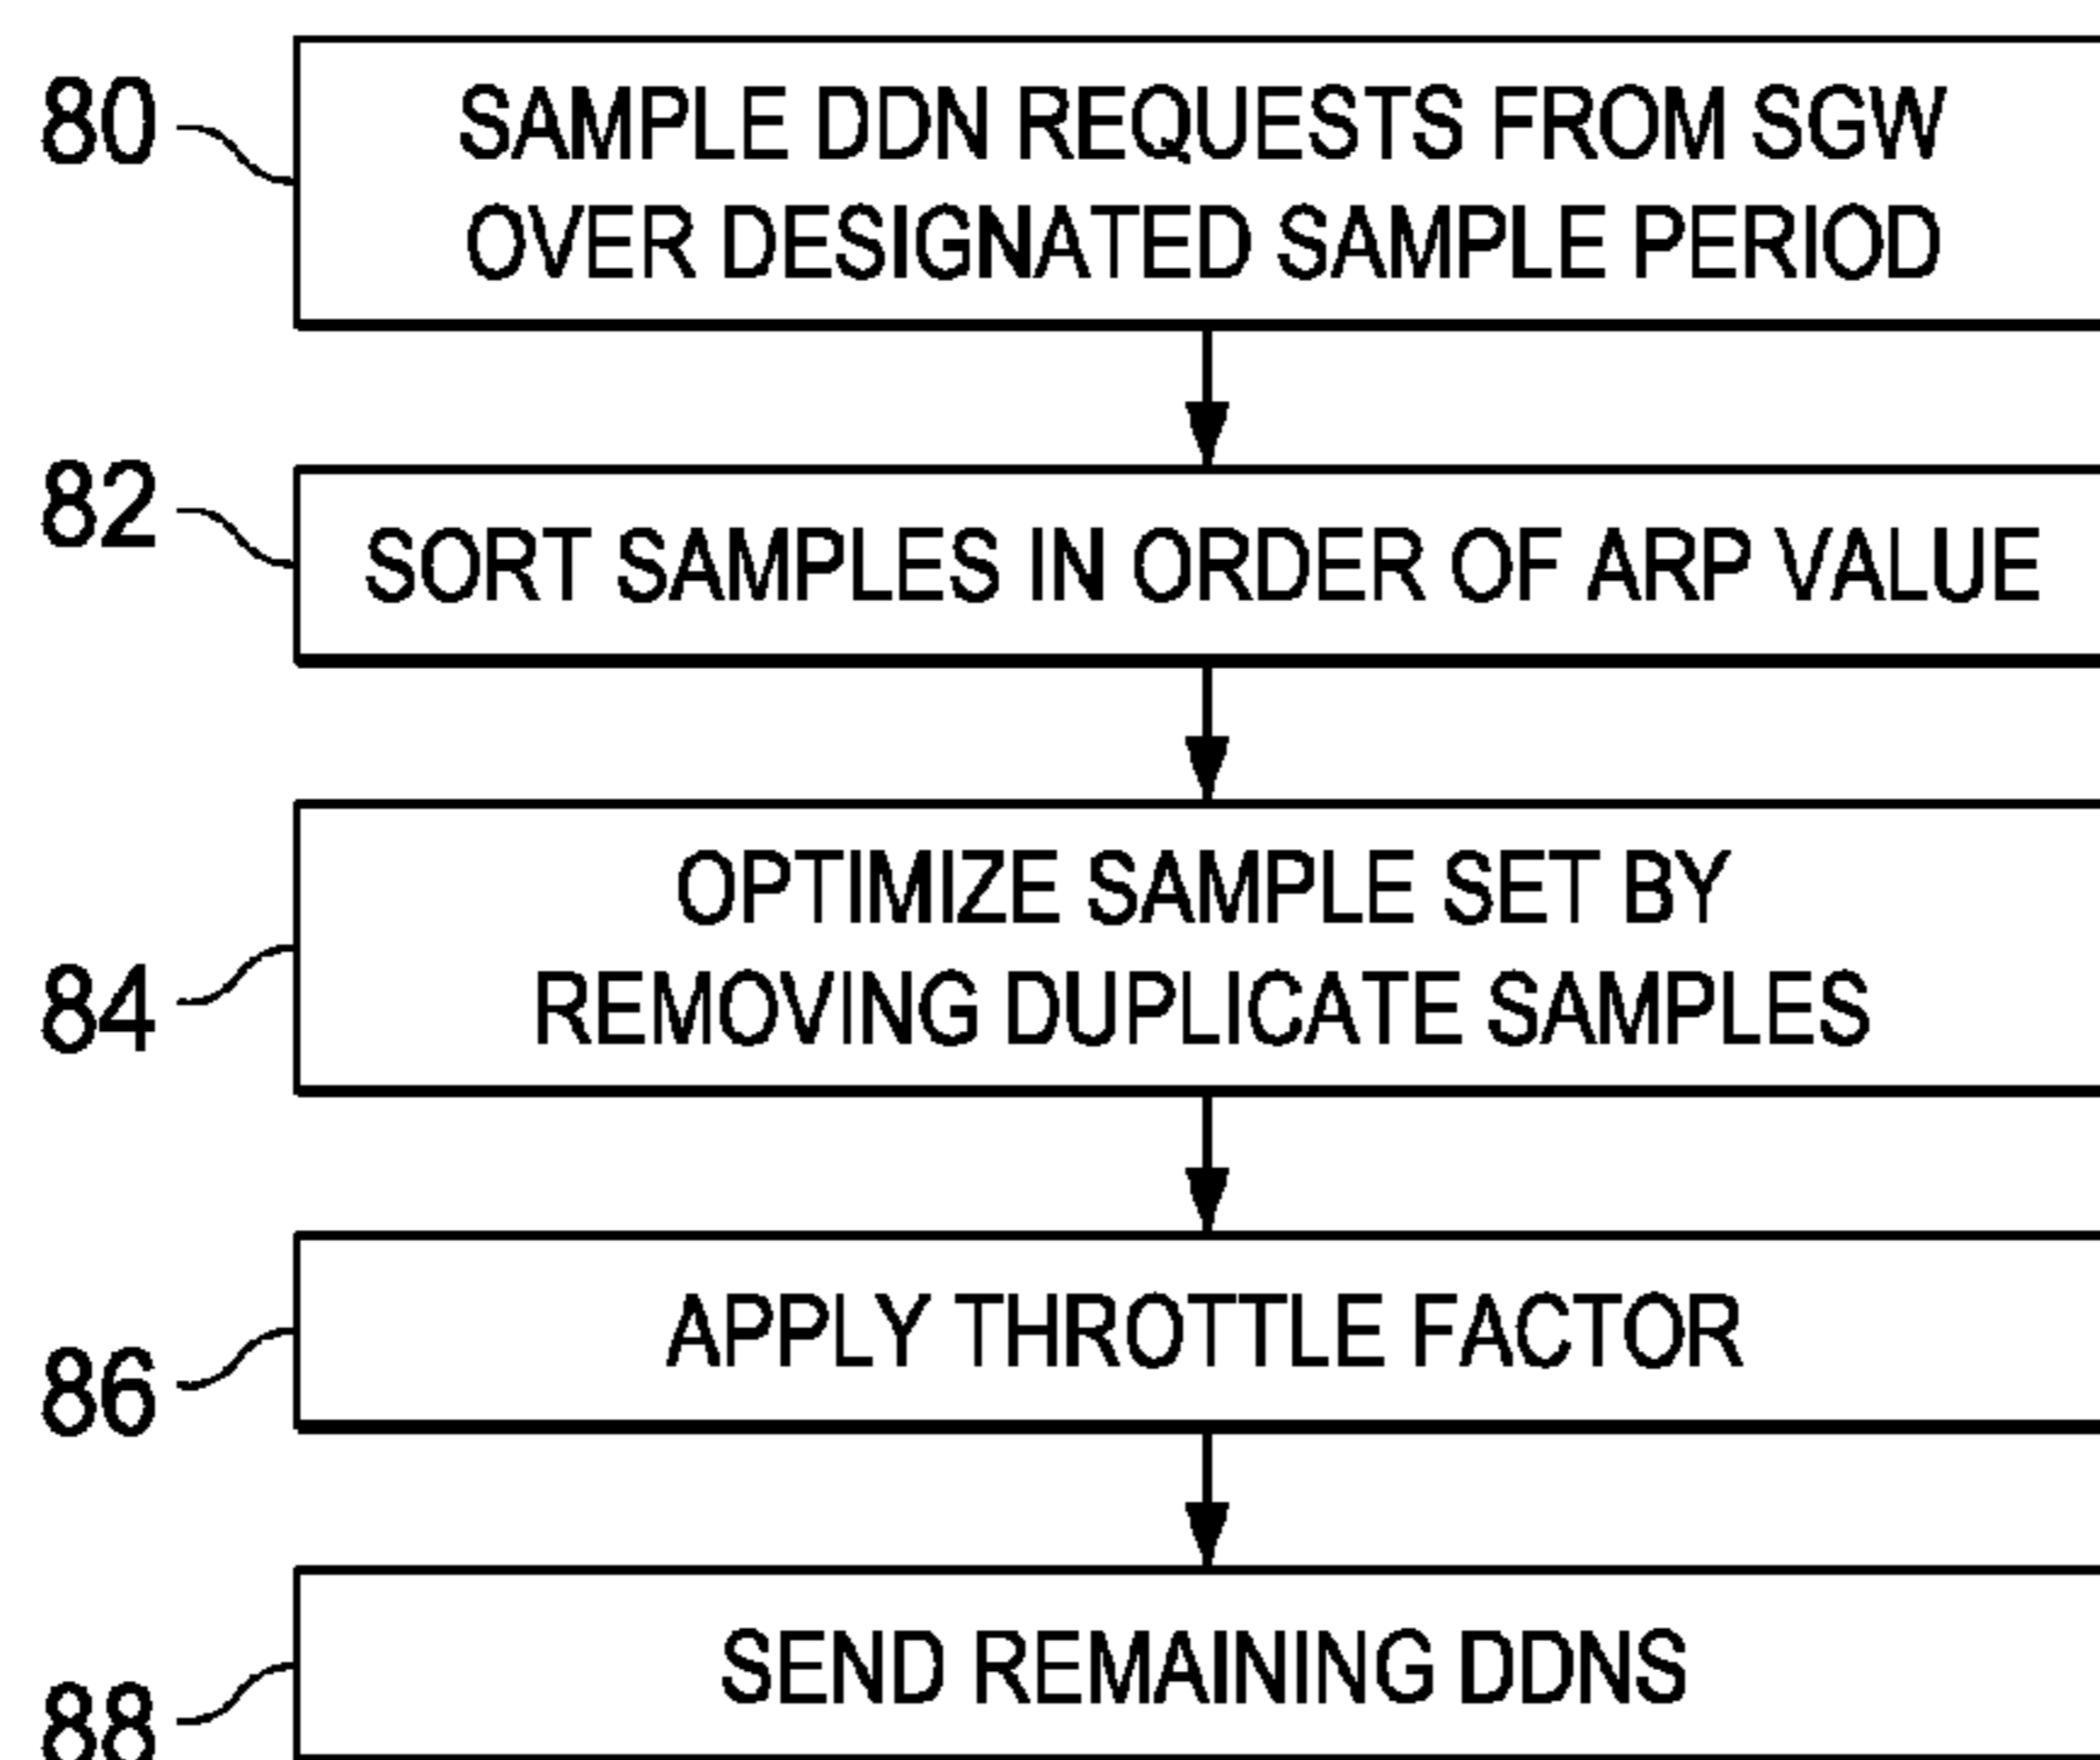 80
SAMPLE DDN REQUESTS FROM SGW
OVER DESIGNATED SAMPLE PERIOD
82
SORT SAMPLES IN ORDER OF ARP VALUE
OPTIMIZE SAMPLE SET BY
REMOVING DUPLICATE SAMPLES
84
APPLY THROTTLE FACTOR
86
SEND REMAINING DDNS
88